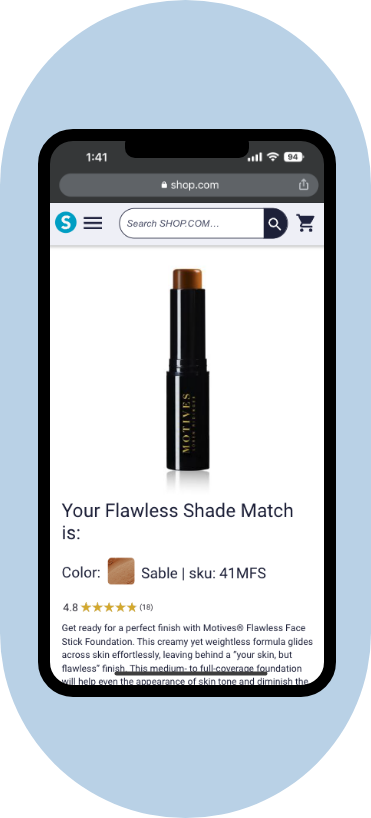 1:41
94
shop.com
S
Search SHOP.COM...
MOTIVES
Your Flawless Shade Match
is:
Color: Sable | sku: 41MFS
4.8 ★★★★★ (18)
Get ready for a perfect finish with Motives® Flawless Face
Stick Foundation. This creamy yet weightless formula glides
across skin effortlessly, leaving behind a "your skin, but
flawless" finish. This medium- to full-coverage foundation
will help even the appearance of skin tone and diminish the